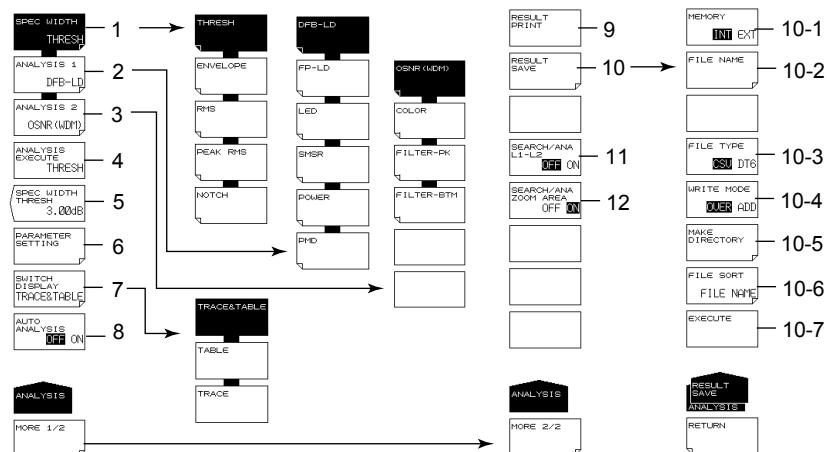 SPEC WIDTH
THRESH
1
ANALYSIS 1
DFB-LD
2
ANALYSIS 2
OSNR(WDM)
3
ANALYSIS
EXECUTE
THRESH
4
SPEC WIDTH
THRESH
3.00dB
5
PARAMETER
SETTING
6
SWITCH
DISPLAY
TRACE&TABLE
7
AUTO
ANALYSIS
OFF ON
8
ANALYSIS
MORE 1/2
THRESH
ENVELOPE
RMS
PEAK RMS
NOTCH
TRACE&TABLE
TABLE
TRACE
DFB-LD
FP-LD
LED
SMSR
POWER
PMD
OSNR(WDM)
COLOR
FILTER-PK
FILTER-BTM
RESULT
PRINT
9
RESULT
SAVE
10
SEARCH/ANA
L1-L2
OFF ON
11
SEARCH/ANA
ZOOM AREA
OFF ON
12
ANALYSIS
MORE 2/2
MEMORY
INT EXT
10-1
FILE NAME
10-2
FILE TYPE
CSV DT6
10-3
WRITE MODE
OVER ADD
10-4
MAKE
DIRECTORY
10-5
FILE SORT
FILE NAME
10-6
EXECUTE
10-7
RESULT
SAVE
ANALYSIS
RETURN